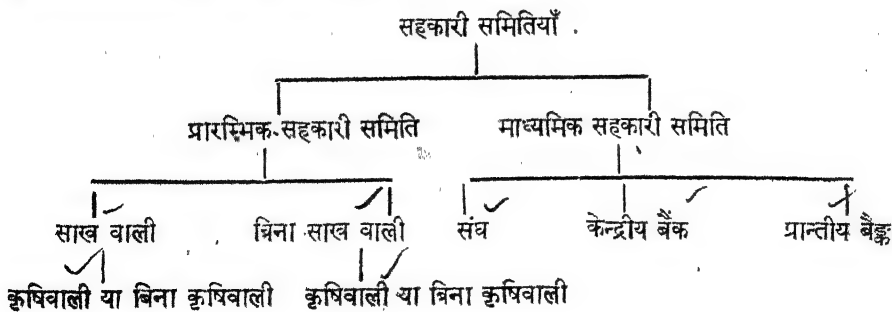 सहकारी समितियाँ .
प्रारम्भिक सहकारी समिति माध्यमिक सहकारी समिति
साख वाली बिना साख वाली संघ केन्द्रीय बैंक प्रान्तीय बैङ्क
कृषिवाली या बिना कृषिवाली कृषिवाली या बिना कृषिवाली